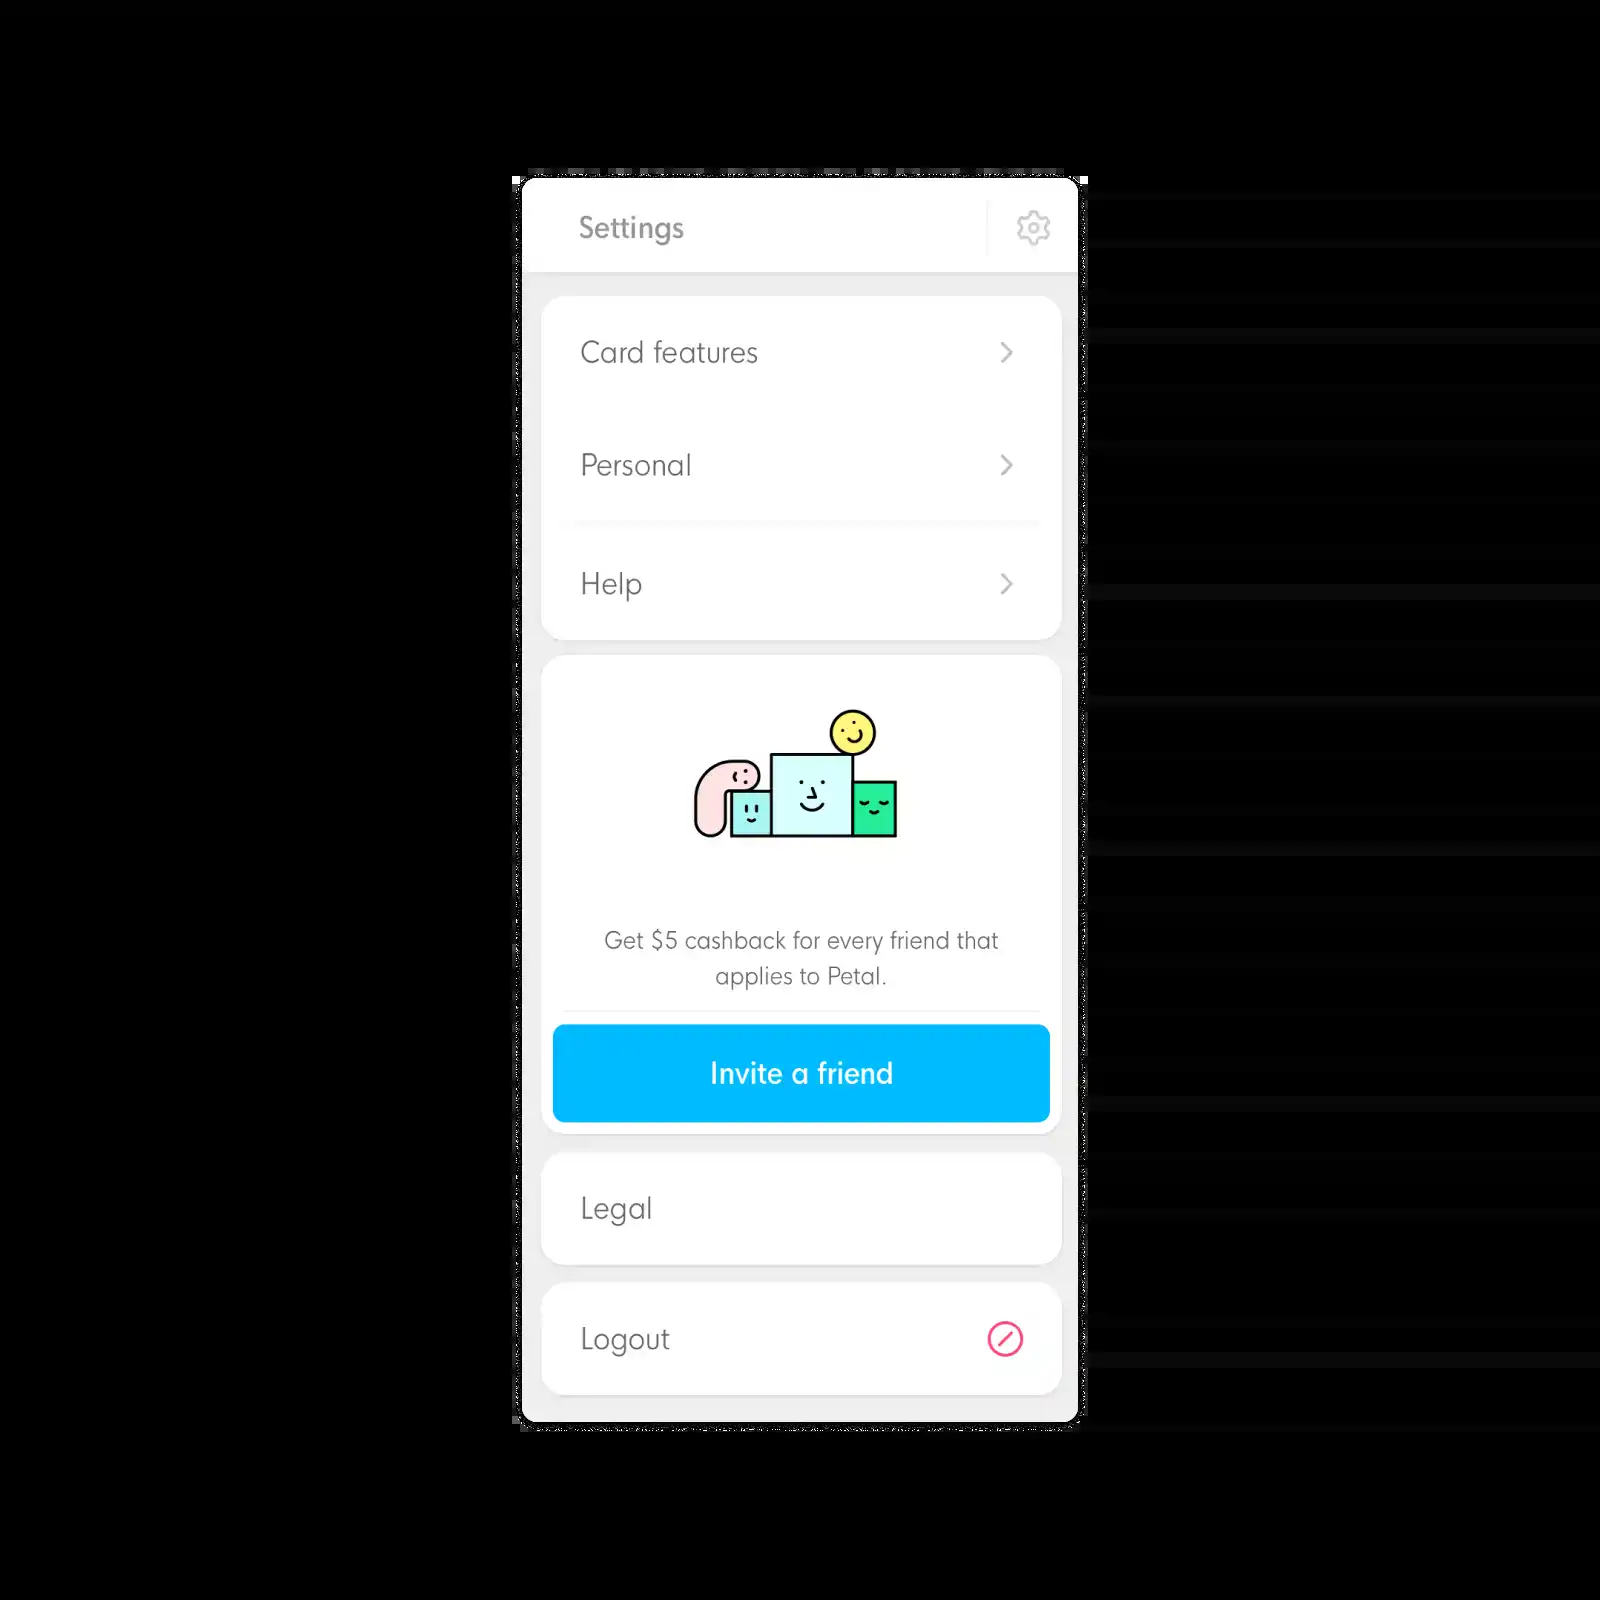 Settings
Card features
Personal
Help
Get $5 cashback for every friend that
applies to Petal.
Invite a friend
Legal
Logout